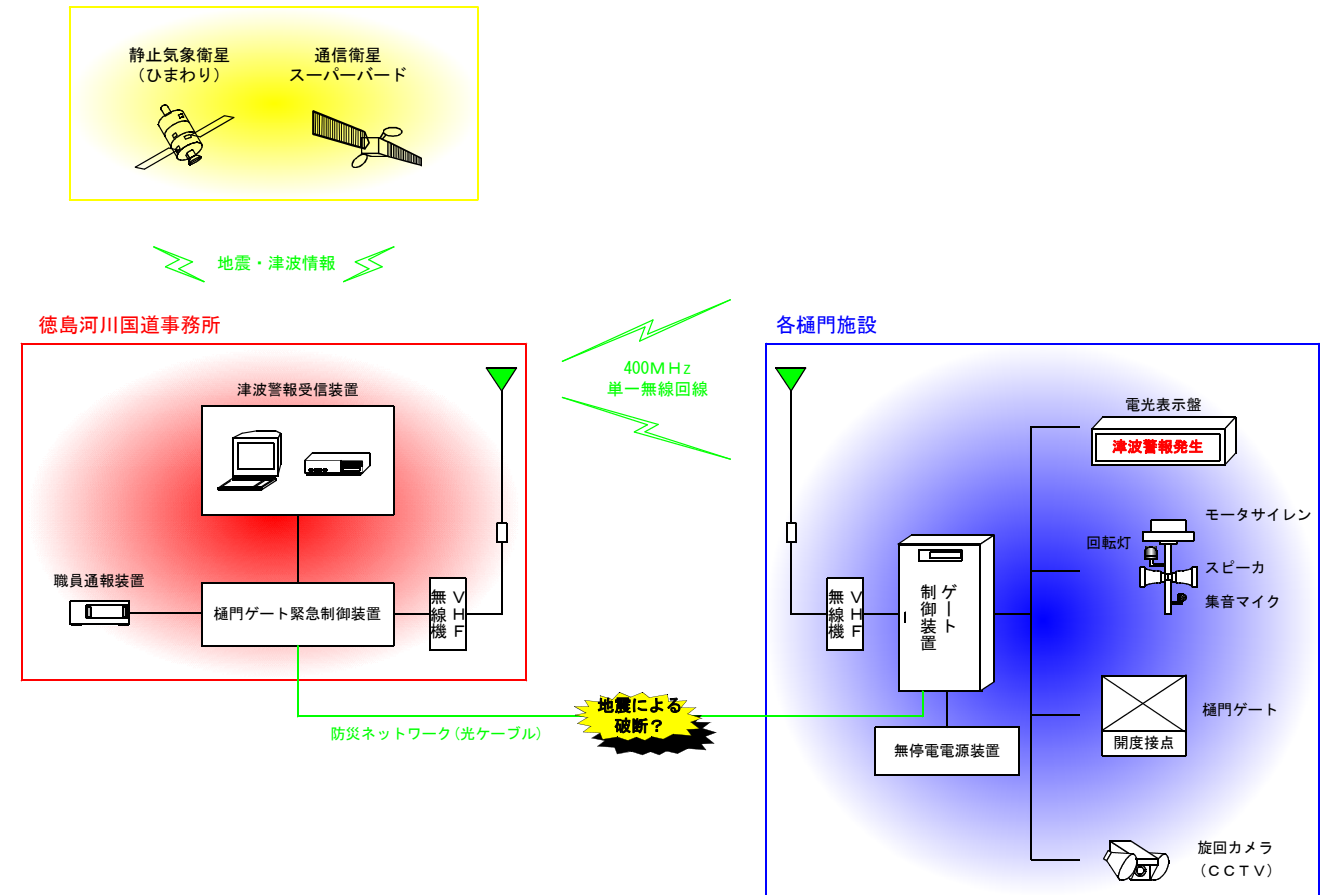 静止気象衛星
（ひまわり）
通信衛星
スーパーバード
地震・津波情報
徳島河川国道事務所
津波警報受信装置
職員通報装置
樋門ゲート緊急制御装置
VHF
無線機
400MHz
単一無線回線
防災ネットワーク(光ケーブル)
地震による
破断？
各樋門施設
VHF
無線機
ゲート
制御装置
無停電電源装置
電光表示盤
津波警報発生
モータサイレン
回転灯
スピーカ
集音マイク
樋門ゲート
開度接点
旋回カメラ
（ＣＣＴＶ）